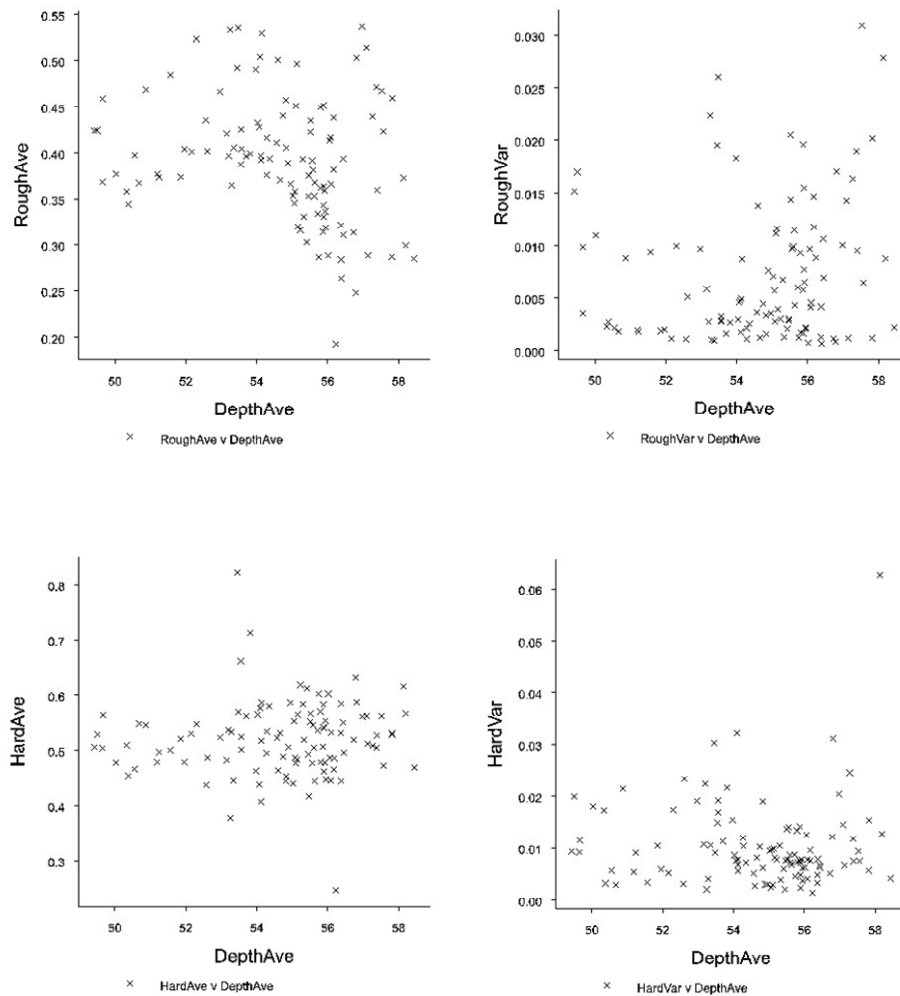 0.55
0.50
0.45
0.40
0.35
0.30
0.25
0.20
RoughAve
50 52 54 56 58
DepthAve
× RoughAve v DepthAve
0.030
0.025
0.020
0.015
0.010
0.005
0.000
RoughVar
50 52 54 56 58
DepthAve
× RoughVar v DepthAve
0.8
0.7
0.6
0.5
0.4
0.3
HardAve
50 52 54 56 58
DepthAve
× HardAve v DepthAve
0.06
0.05
0.04
0.03
0.02
0.01
0.00
HardVar
50 52 54 56 58
DepthAve
× HardVar v DepthAve